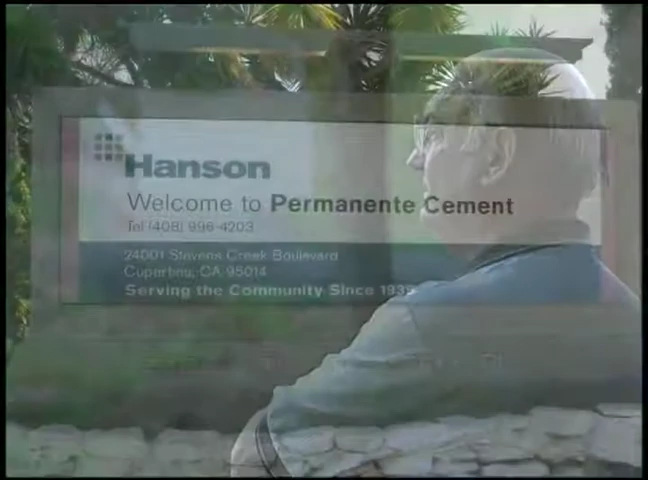 Hanson
Welcome to Permanente Cement
Tel (408) 996-4203
24001 Stevens Creek Boulevard
Cupertino, CA 95014
Serving the Community Since 1939